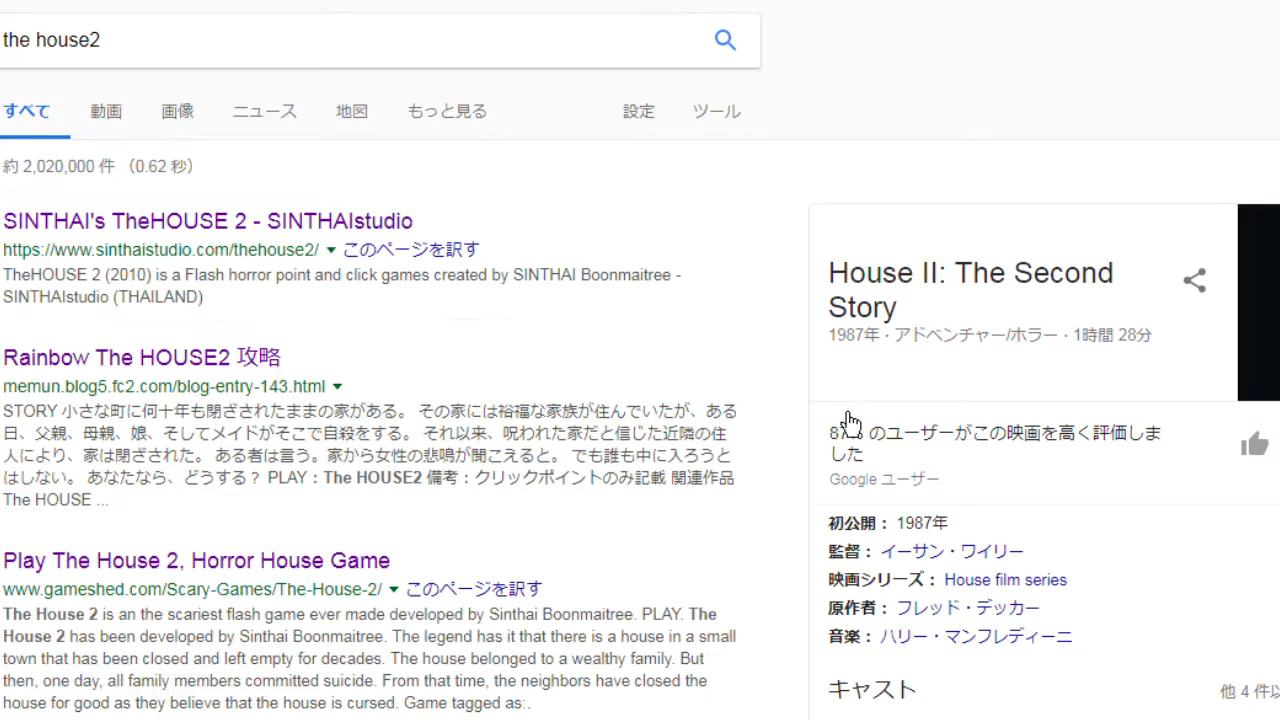 the house2
すべて 動画 画像 ニュース 地図 もっと見る 設定 ツール
約 2,020,000 件 （0.62 秒）
SINTHAI's TheHOUSE 2 - SINTHAIstudio
https://www.sinthaistudio.com/thehouse2/ ▼ このページを訳す
TheHOUSE 2 (2010) is a Flash horror point and click games created by SINTHAI Boonmaitree -
SINTHAIstudio (THAILAND)
Rainbow The HOUSE2 攻略
memun.blog5.fc2.com/blog-entry-143.html ▼
STORY 小さな町に何十年も閉ざされたままの家がある。 その家には裕福な家族が住んでいたが、ある
日、父親、母親、娘、そしてメイドがそこで自殺をする。 それ以来、呪われた家だと信じた近隣の住
人により、家は閉ざされた。 ある者は言う。家から女性の悲鳴が聞こえると。 でも誰も中に入ろうと
はしない。 あなたなら、どうする？ PLAY：The HOUSE2 備考：クリックポイントのみ記載 関連作品
The HOUSE ...
Play The House 2, Horror House Game
www.gameshed.com/Scary-Games/The-House-2/ ▼ このページを訳す
The House 2 is an the scariest flash game ever made developed by Sinthai Boonmaitree. PLAY. The
House 2 has been developed by Sinthai Boonmaitree. The legend has it that there is a house in a small
town that has been closed and left empty for decades. The house belonged to a wealthy family. But
then, one day, all family members committed suicide. From that time, the neighbors have closed the
house for good as they believe that the house is cursed. Game tagged as:.
House II: The Second
Story
1987年・アドベンチャー/ホラー・1時間 28分
のユーザーがこの映画を高く評価しま
した
Google ユーザー
初公開： 1987年
監督： イーサン・ワイリー
映画シリーズ： House film series
原作者： フレッド・デッカー
音楽： ハリー・マンフレディーニ
キャスト
他 4 件